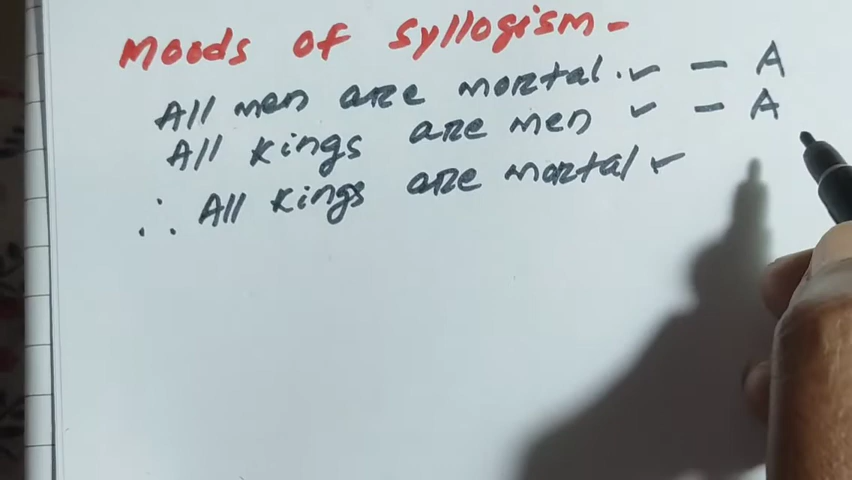 Moods of Syllogism -
All men are mortal. ✓ - A
All kings are men ✓ - A
∴ All kings are mortal ✓